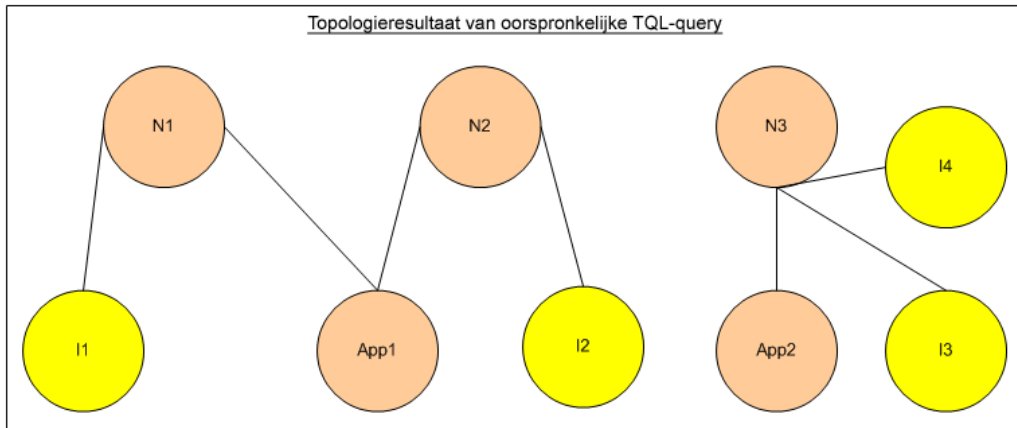 Topologieresultaat van oorspronkelijke TQL-query
N1
N2
N3
I4
I1
App1
I2
App2
I3